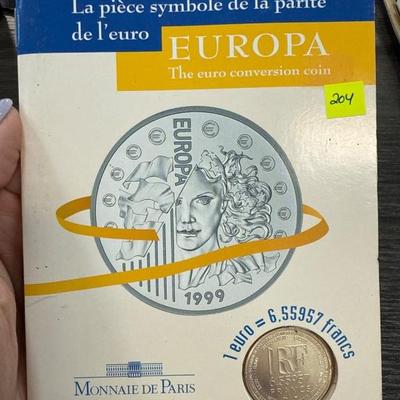 La pièce symbole de la parité
de l'euro
EUROPA
The euro conversion coin
204
EUROPA
1999
1 euro = 6,55957 francs
RF
MONNAIE DE PARIS